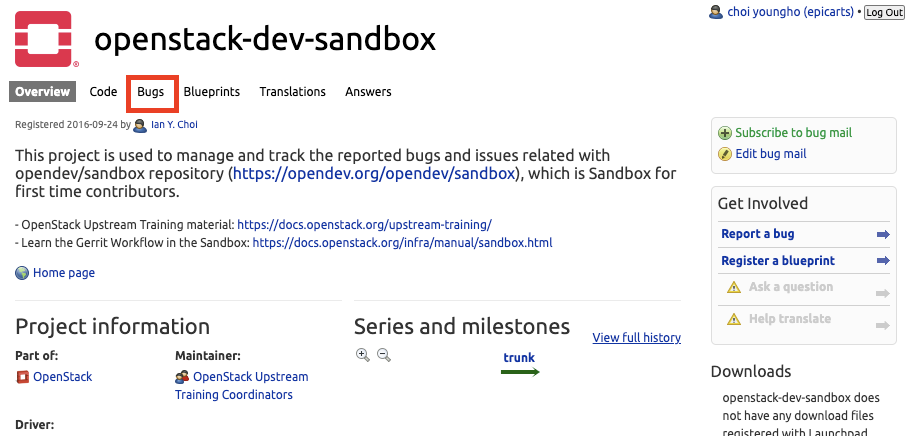 choi youngho (epicarts) • Log Out
openstack-dev-sandbox
Overview Code Bugs Blueprints Translations Answers
Registered 2016-09-24 by Ian Y. Choi
This project is used to manage and track the reported bugs and issues related with
opendev/sandbox repository (https://opendev.org/opendev/sandbox), which is Sandbox for
first time contributors.
- OpenStack Upstream Training material: https://docs.openstack.org/upstream-training/
- Learn the Gerrit Workflow in the Sandbox: https://docs.openstack.org/infra/manual/sandbox.html
Home page
Project information
Part of:
OpenStack
Maintainer:
OpenStack Upstream
Training Coordinators
Driver:
Series and milestones
View full history
trunk
Subscribe to bug mail
Edit bug mail
Get Involved
Report a bug
Register a blueprint
Ask a question
Help translate
Downloads
openstack-dev-sandbox does
not have any download files
registered with Launchpad